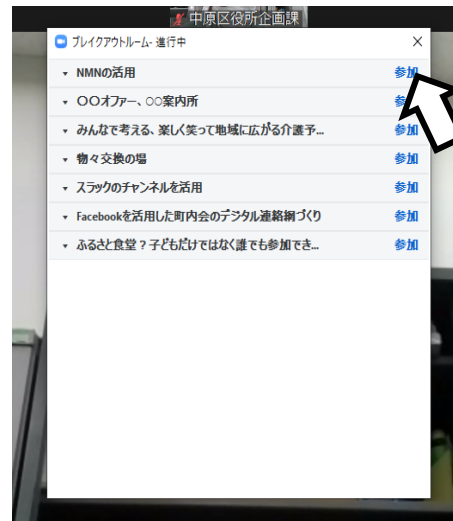 中原区役所企画課
ブレイクアウトルーム - 進行中
NMNの活用 参加
〇〇オファー、○○案内所 参
みんなで考える、楽しく笑って地域に広がる介護予... 参加
物々交換の場 参加
スラックのチャンネルを活用 参加
Facebookを活用した町内会のデジタル連絡網づくり 参加
ふるさと食堂?子どもだけではなく誰でも参加でき... 参加